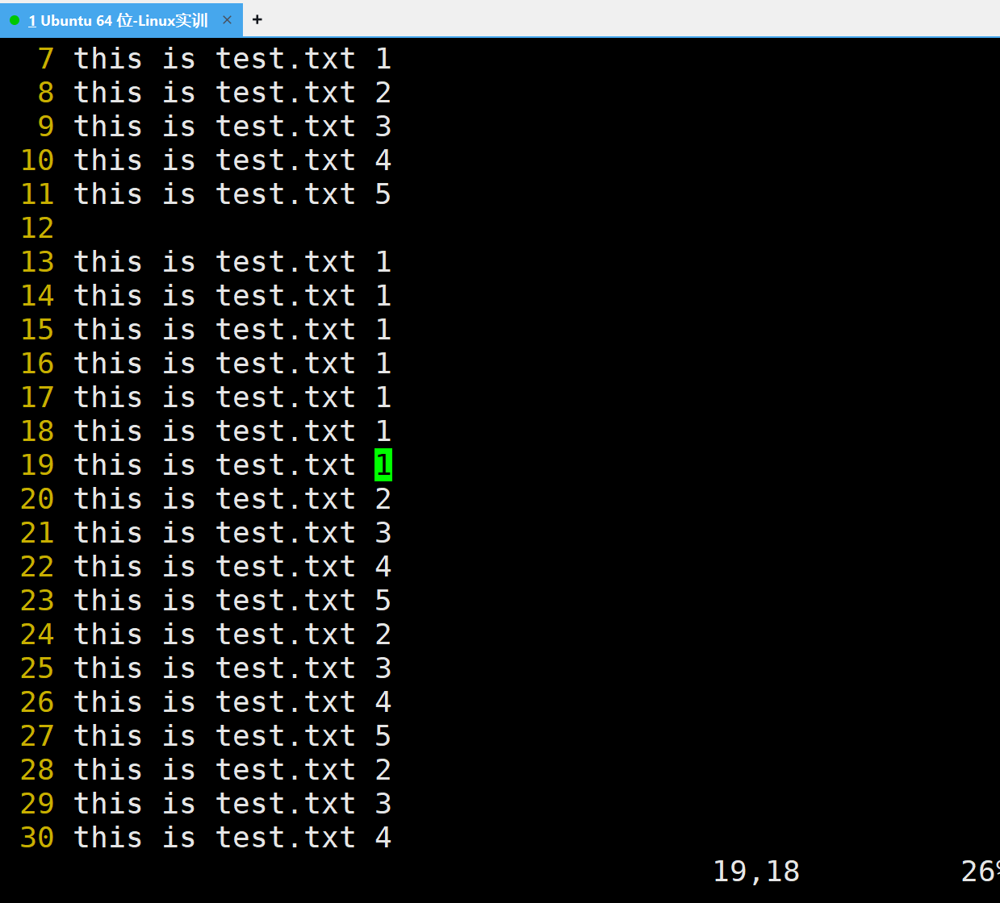 1 Ubuntu 64 位-Linux实训 × +
7 this is test.txt 1
8 this is test.txt 2
9 this is test.txt 3
10 this is test.txt 4
11 this is test.txt 5
12
13 this is test.txt 1
14 this is test.txt 1
15 this is test.txt 1
16 this is test.txt 1
17 this is test.txt 1
18 this is test.txt 1
19 this is test.txt 1
20 this is test.txt 2
21 this is test.txt 3
22 this is test.txt 4
23 this is test.txt 5
24 this is test.txt 2
25 this is test.txt 3
26 this is test.txt 4
27 this is test.txt 5
28 this is test.txt 2
29 this is test.txt 3
30 this is test.txt 4
19,18 26%